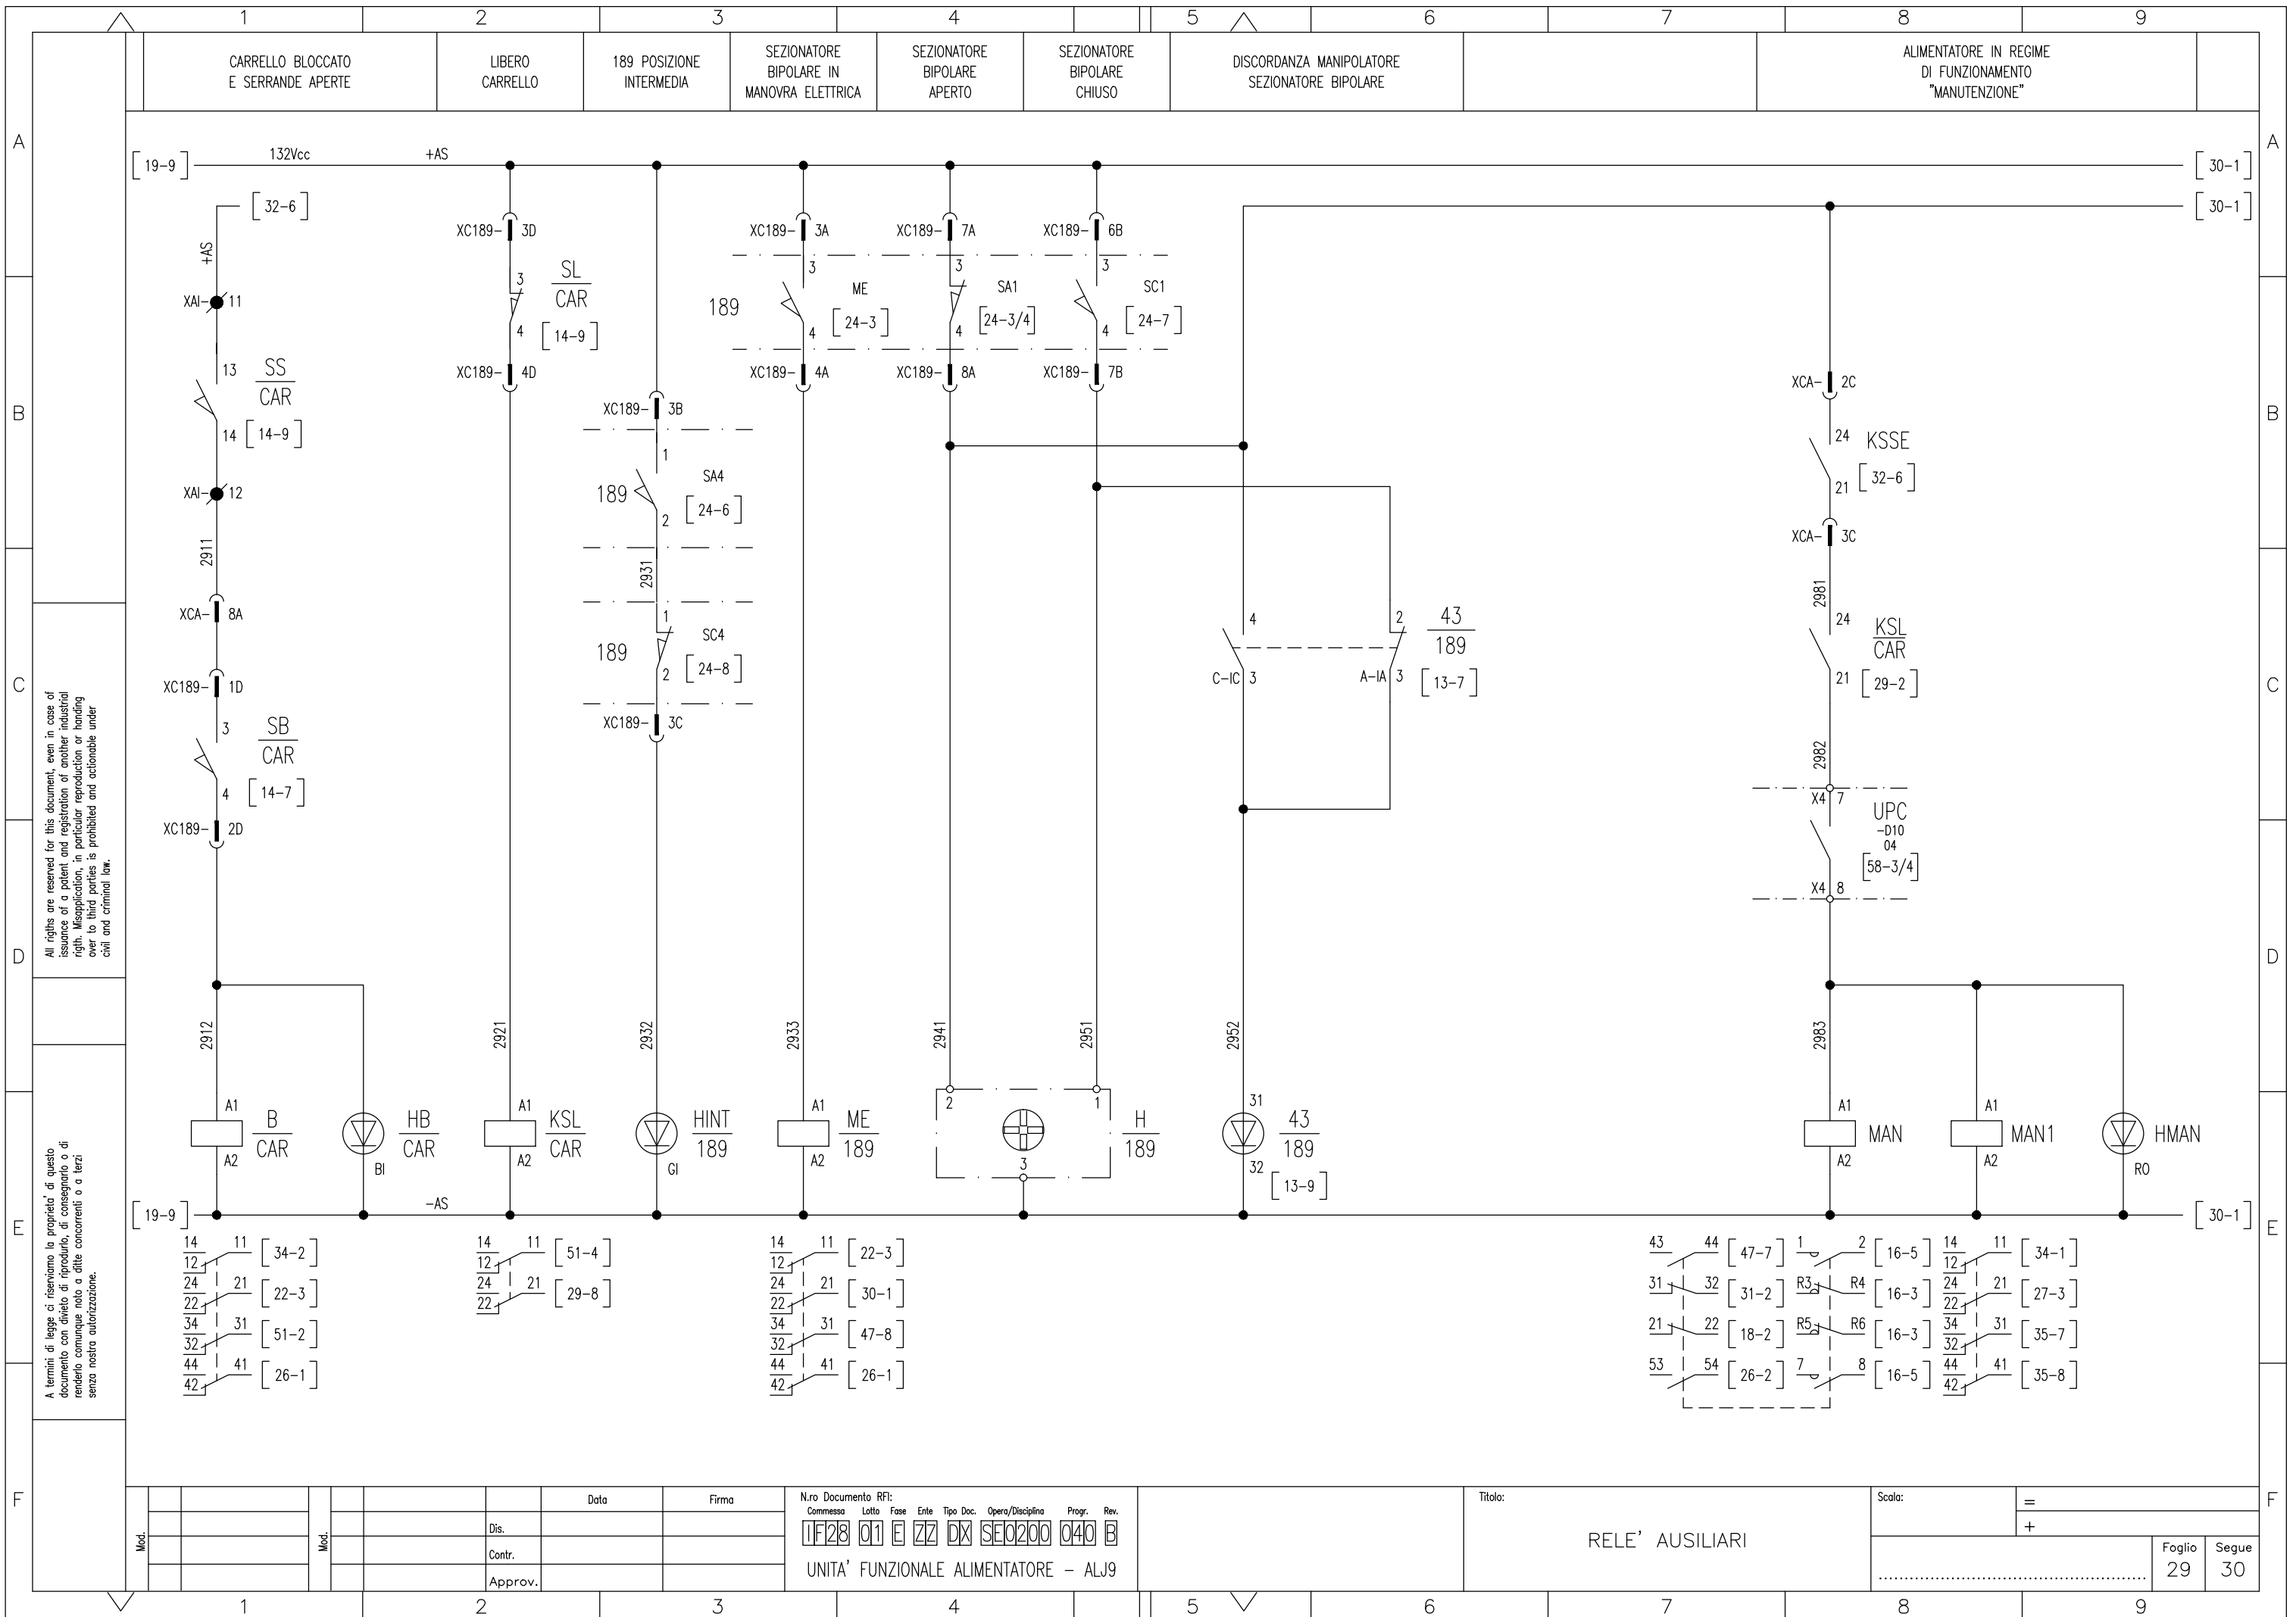 1 2 3 4 5 6 7 8 9
CARRELLO BLOCCATO
E SERRANDE APERTE
LIBERO
CARRELLO
189 POSIZIONE
INTERMEDIA
SEZIONATORE
BIPOLARE IN
MANOVRA ELETTRICA
SEZIONATORE
BIPOLARE
APERTO
SEZIONATORE
BIPOLARE
CHIUSO
DISCORDANZA MANIPOLATORE
SEZIONATORE BIPOLARE
ALIMENTATORE IN REGIME
DI FUNZIONAMENTO
"MANUTENZIONE"
A A
[19-9] 132Vcc +AS [30-1]
[32-6] [30-1]
+AS
XAI- 11
13 SS
CAR
14 [14-9]
XAI- 12
2911
XCA- 8A
XC189- 1D
3 SB
CAR
4 [14-7]
XC189- 2D
2912
A1 B
A2 CAR
HB
CAR
BI
XC189- 3D
3 SL
CAR
4 [14-9]
XC189- 4D
2921
A1 KSL
A2 CAR
XC189- 3B
1
189 SA4
2 [24-6]
2931
1
189 SC4
2 [24-8]
XC189- 3C
2932
HINT
189
GI
XC189- 3A
3
189 ME
4 [24-3]
XC189- 4A
2933
A1 ME
A2 189
XC189- 7A
3 SA1
4 [24-3/4]
XC189- 8A
2941
XC189- 6B
3 SC1
4 [24-7]
XC189- 7B
2951
2 1
3
H
189
4 2 43
189
C-IC 3 A-IA 3 [13-7]
2952
31 43
32 189
[13-9]
XCA- 2C
24 KSSE
21 [32-6]
XCA- 3C
2981
24 KSL
CAR
21 [29-2]
2982
X4 7
UPC
-D10
04
[58-3/4]
X4 8
2983
A1 MAN
A2
A1 MAN1
A2
HMAN
RO
B B
C C
D D
E E
F F
[19-9] -AS [30-1]
14 12 11 [34-2]
24 22 21 [22-3]
34 32 31 [51-2]
44 42 41 [26-1]
14 12 11 [51-4]
24 22 21 [29-8]
14 12 11 [22-3]
24 22 21 [30-1]
34 32 31 [47-8]
44 42 41 [26-1]
43 44 [47-7] 1 2 [16-5]
31 32 [31-2] R3 R4 [16-3]
21 22 [18-2] R5 R6 [16-3]
53 54 [26-2] 7 8 [16-5]
14 12 11 [34-1]
24 22 21 [27-3]
34 32 31 [35-7]
44 42 41 [35-8]
All rigths are reserved for this document, even in case of
issuance of a patent and registration of another industrial
rigth. Misapplication, in particular reproduction or handing
over to third parties is prohibited and actionable under
civil and criminal law.
A termini di legge ci riserviamo la proprieta' di questo
documento con divieto di riprodurlo, di consegnarlo o di
renderlo comunque noto a ditte concorrenti o a terzi
senza nostra autorizzazione.
Mod. Mod.
Data Firma
Dis.
Contr.
Approv.
N.ro Documento RFI:
Commessa Lotto Fase Ente Tipo Doc. Opera/Disciplina Progr. Rev.
IF28 01 E ZZ DX SE0200 040 B
UNITA' FUNZIONALE ALIMENTATORE - ALJ9
Titolo:
RELE' AUSILIARI
Scala:
=
+
Foglio
29
Segue
30
1 2 3 4 5 6 7 8 9